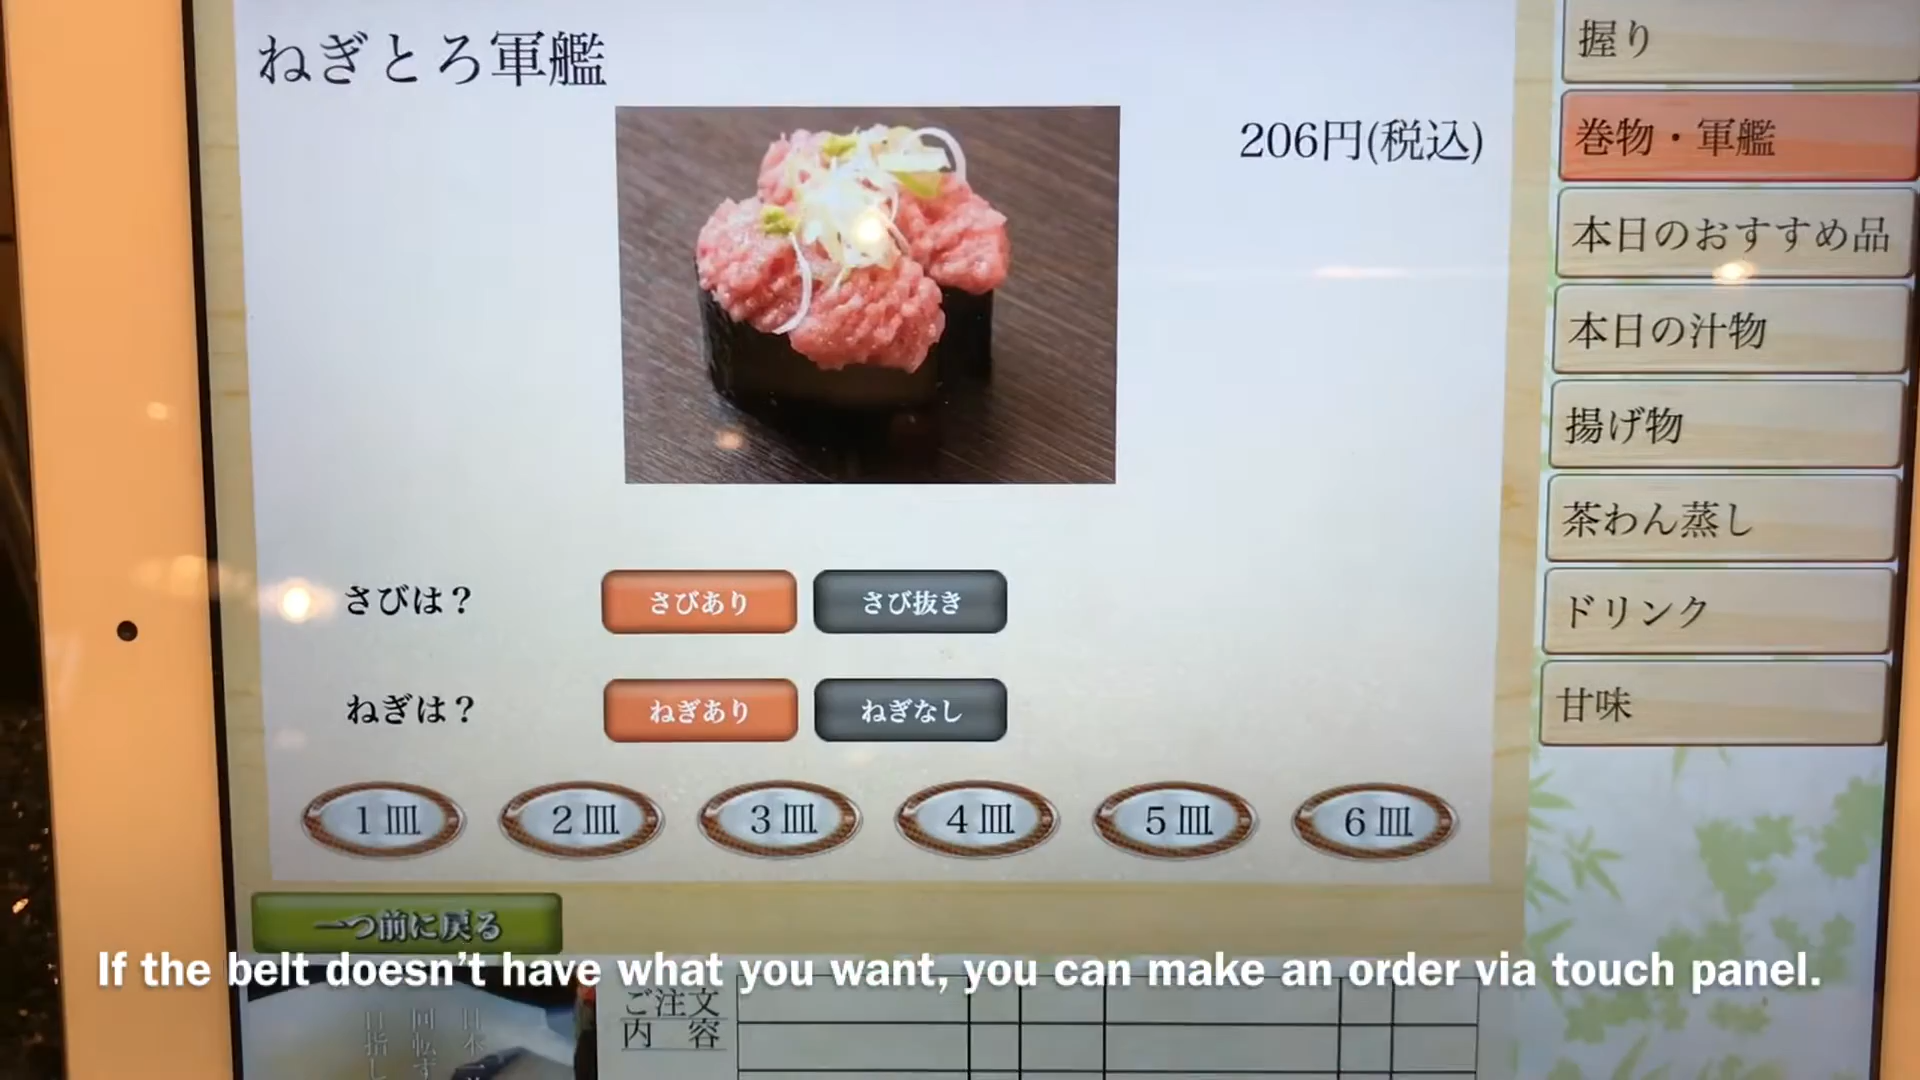 ねぎとろ軍艦
206円(税込)
さびは？
さびあり
さび抜き
ねぎは？
ねぎあり
ねぎなし
1皿
2皿
3皿
4皿
5皿
6皿
一つ前に戻る
握り
巻物・軍艦
本日のおすすめ品
本日の汁物
揚げ物
茶わん蒸し
ドリンク
甘味
If the belt doesn't have what you want, you can make an order via touch panel.
ご注文
内 容